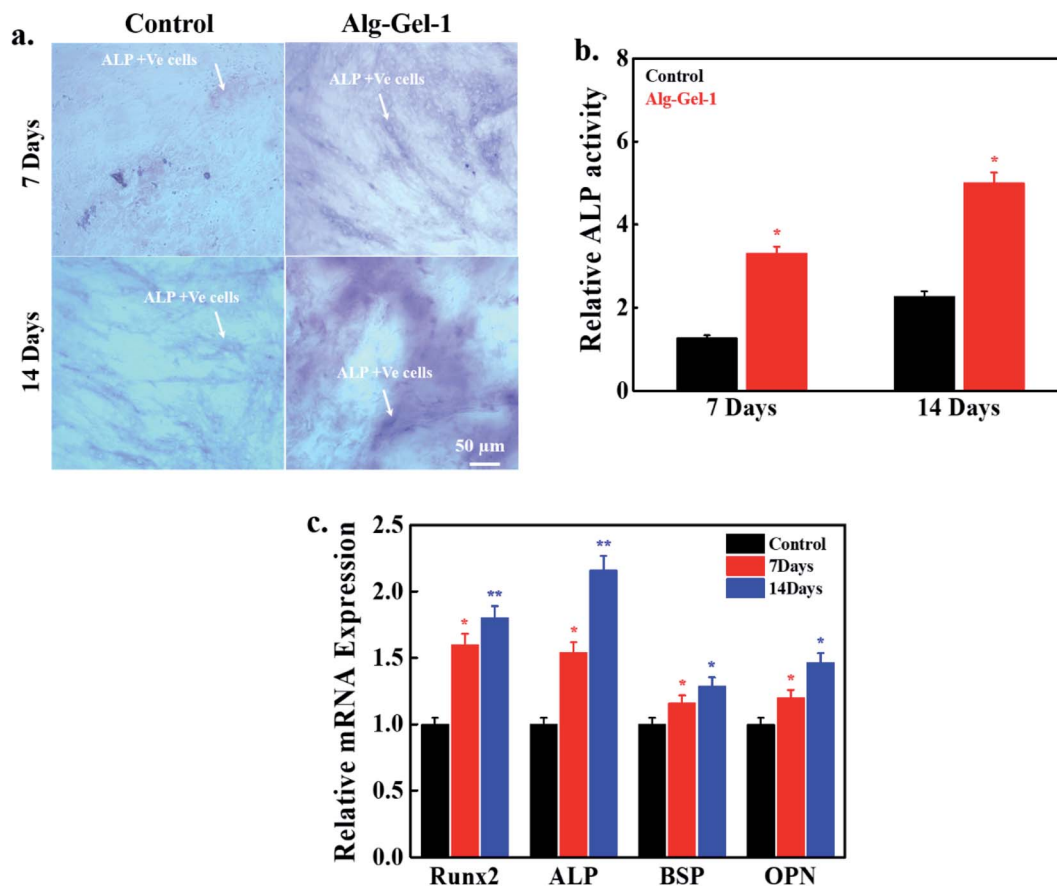 a.
Control
Alg-Gel-1
7 Days
ALP +Ve cells
ALP +Ve cells
14 Days
ALP +Ve cells
ALP +Ve cells
50 µm
b.
Relative ALP activity
8
6
4
2
0
Control
Alg-Gel-1
*
*
7 Days
14 Days
c.
Relative mRNA Expression
2.5
2.0
1.5
1.0
0.5
0.0
Control
7Days
14Days
* ** * ** * * * *
Runx2 ALP BSP OPN